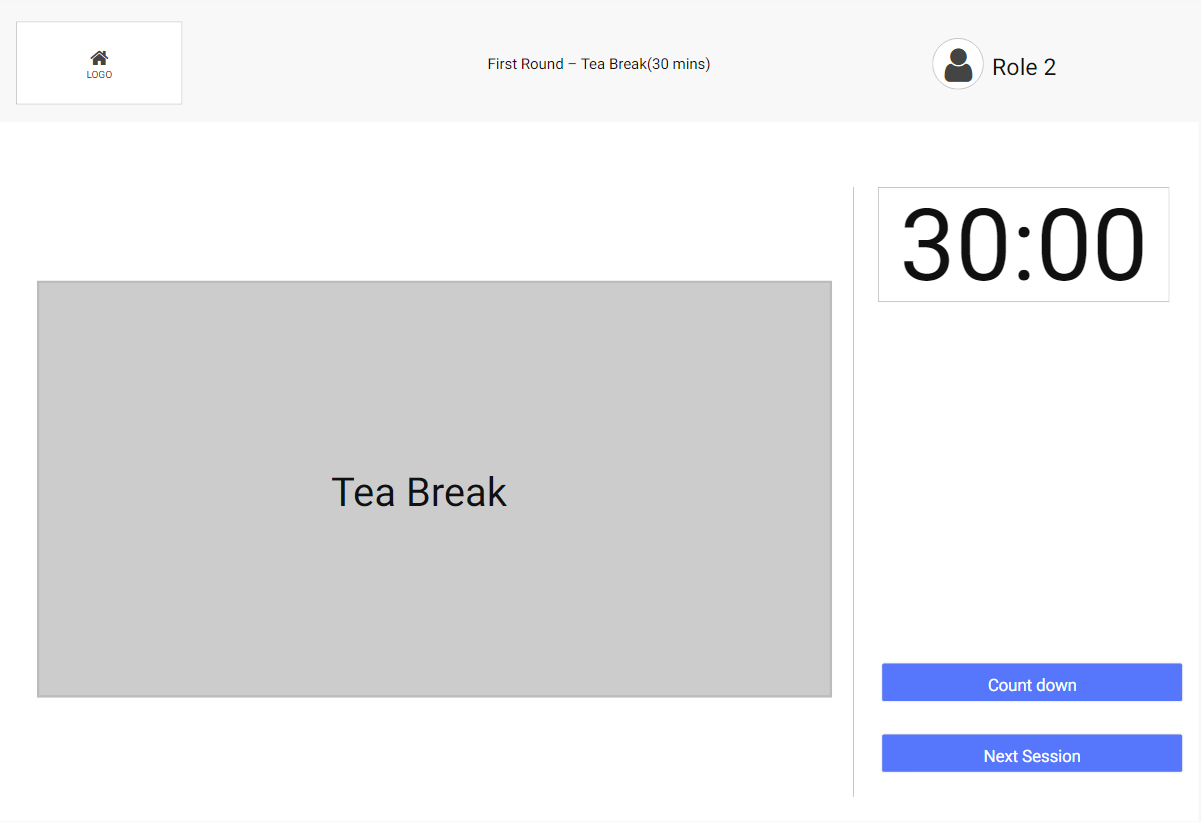 LOGO
First Round – Tea Break(30 mins)
Role 2
30:00
Tea Break
Count down
Next Session